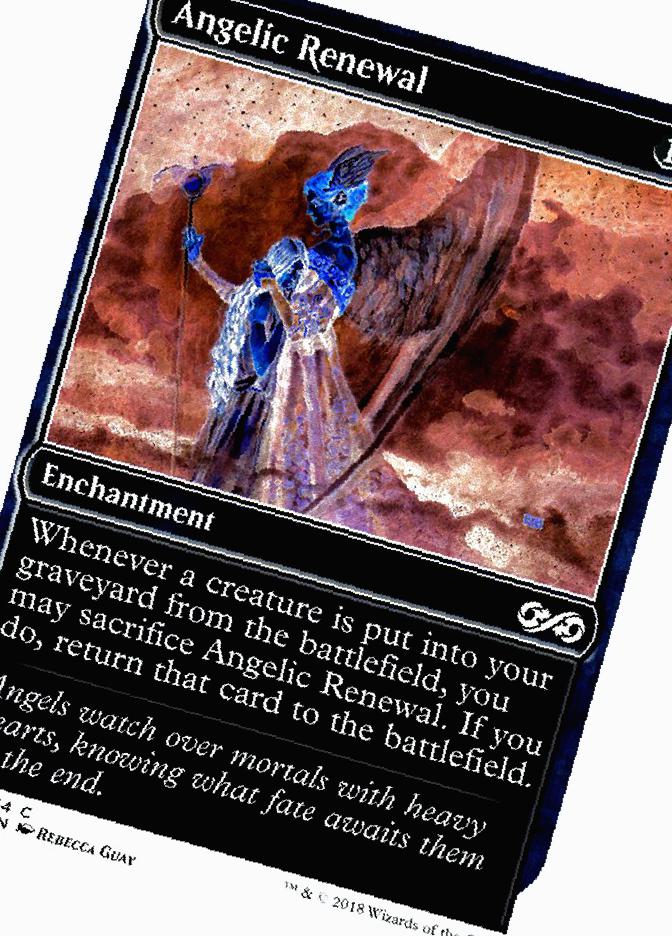 Angelic Renewal
Enchantment
Whenever a creature is put into your
graveyard from the battlefield, you
may sacrifice Angelic Renewal. If you
do, return that card to the battlefield.
Angels watch over mortals with heavy
earts, knowing what fate awaits them
the end.
4 C
N REBECCA GUAY
™ & © 2018 Wizards of the